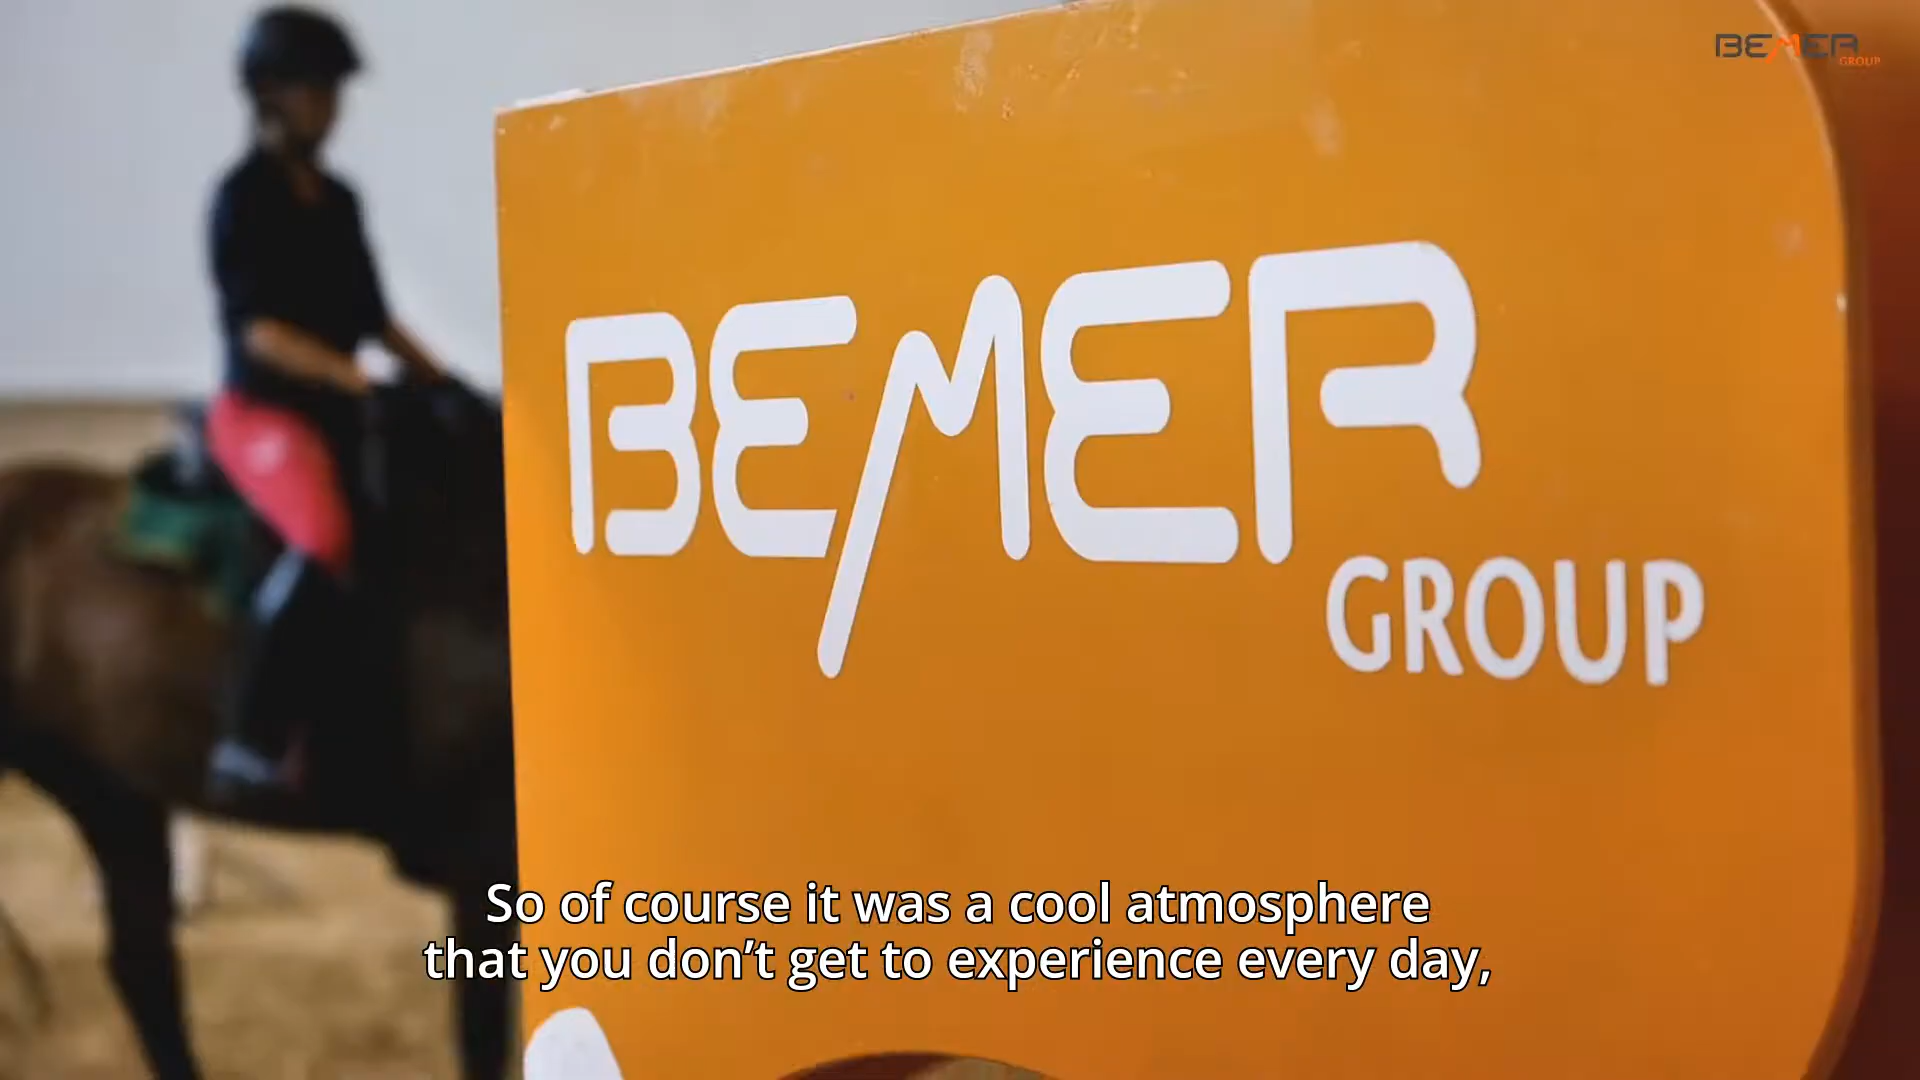 BEMER
GROUP
BEMER
GROUP
So of course it was a cool atmosphere
that you don’t get to experience every day,